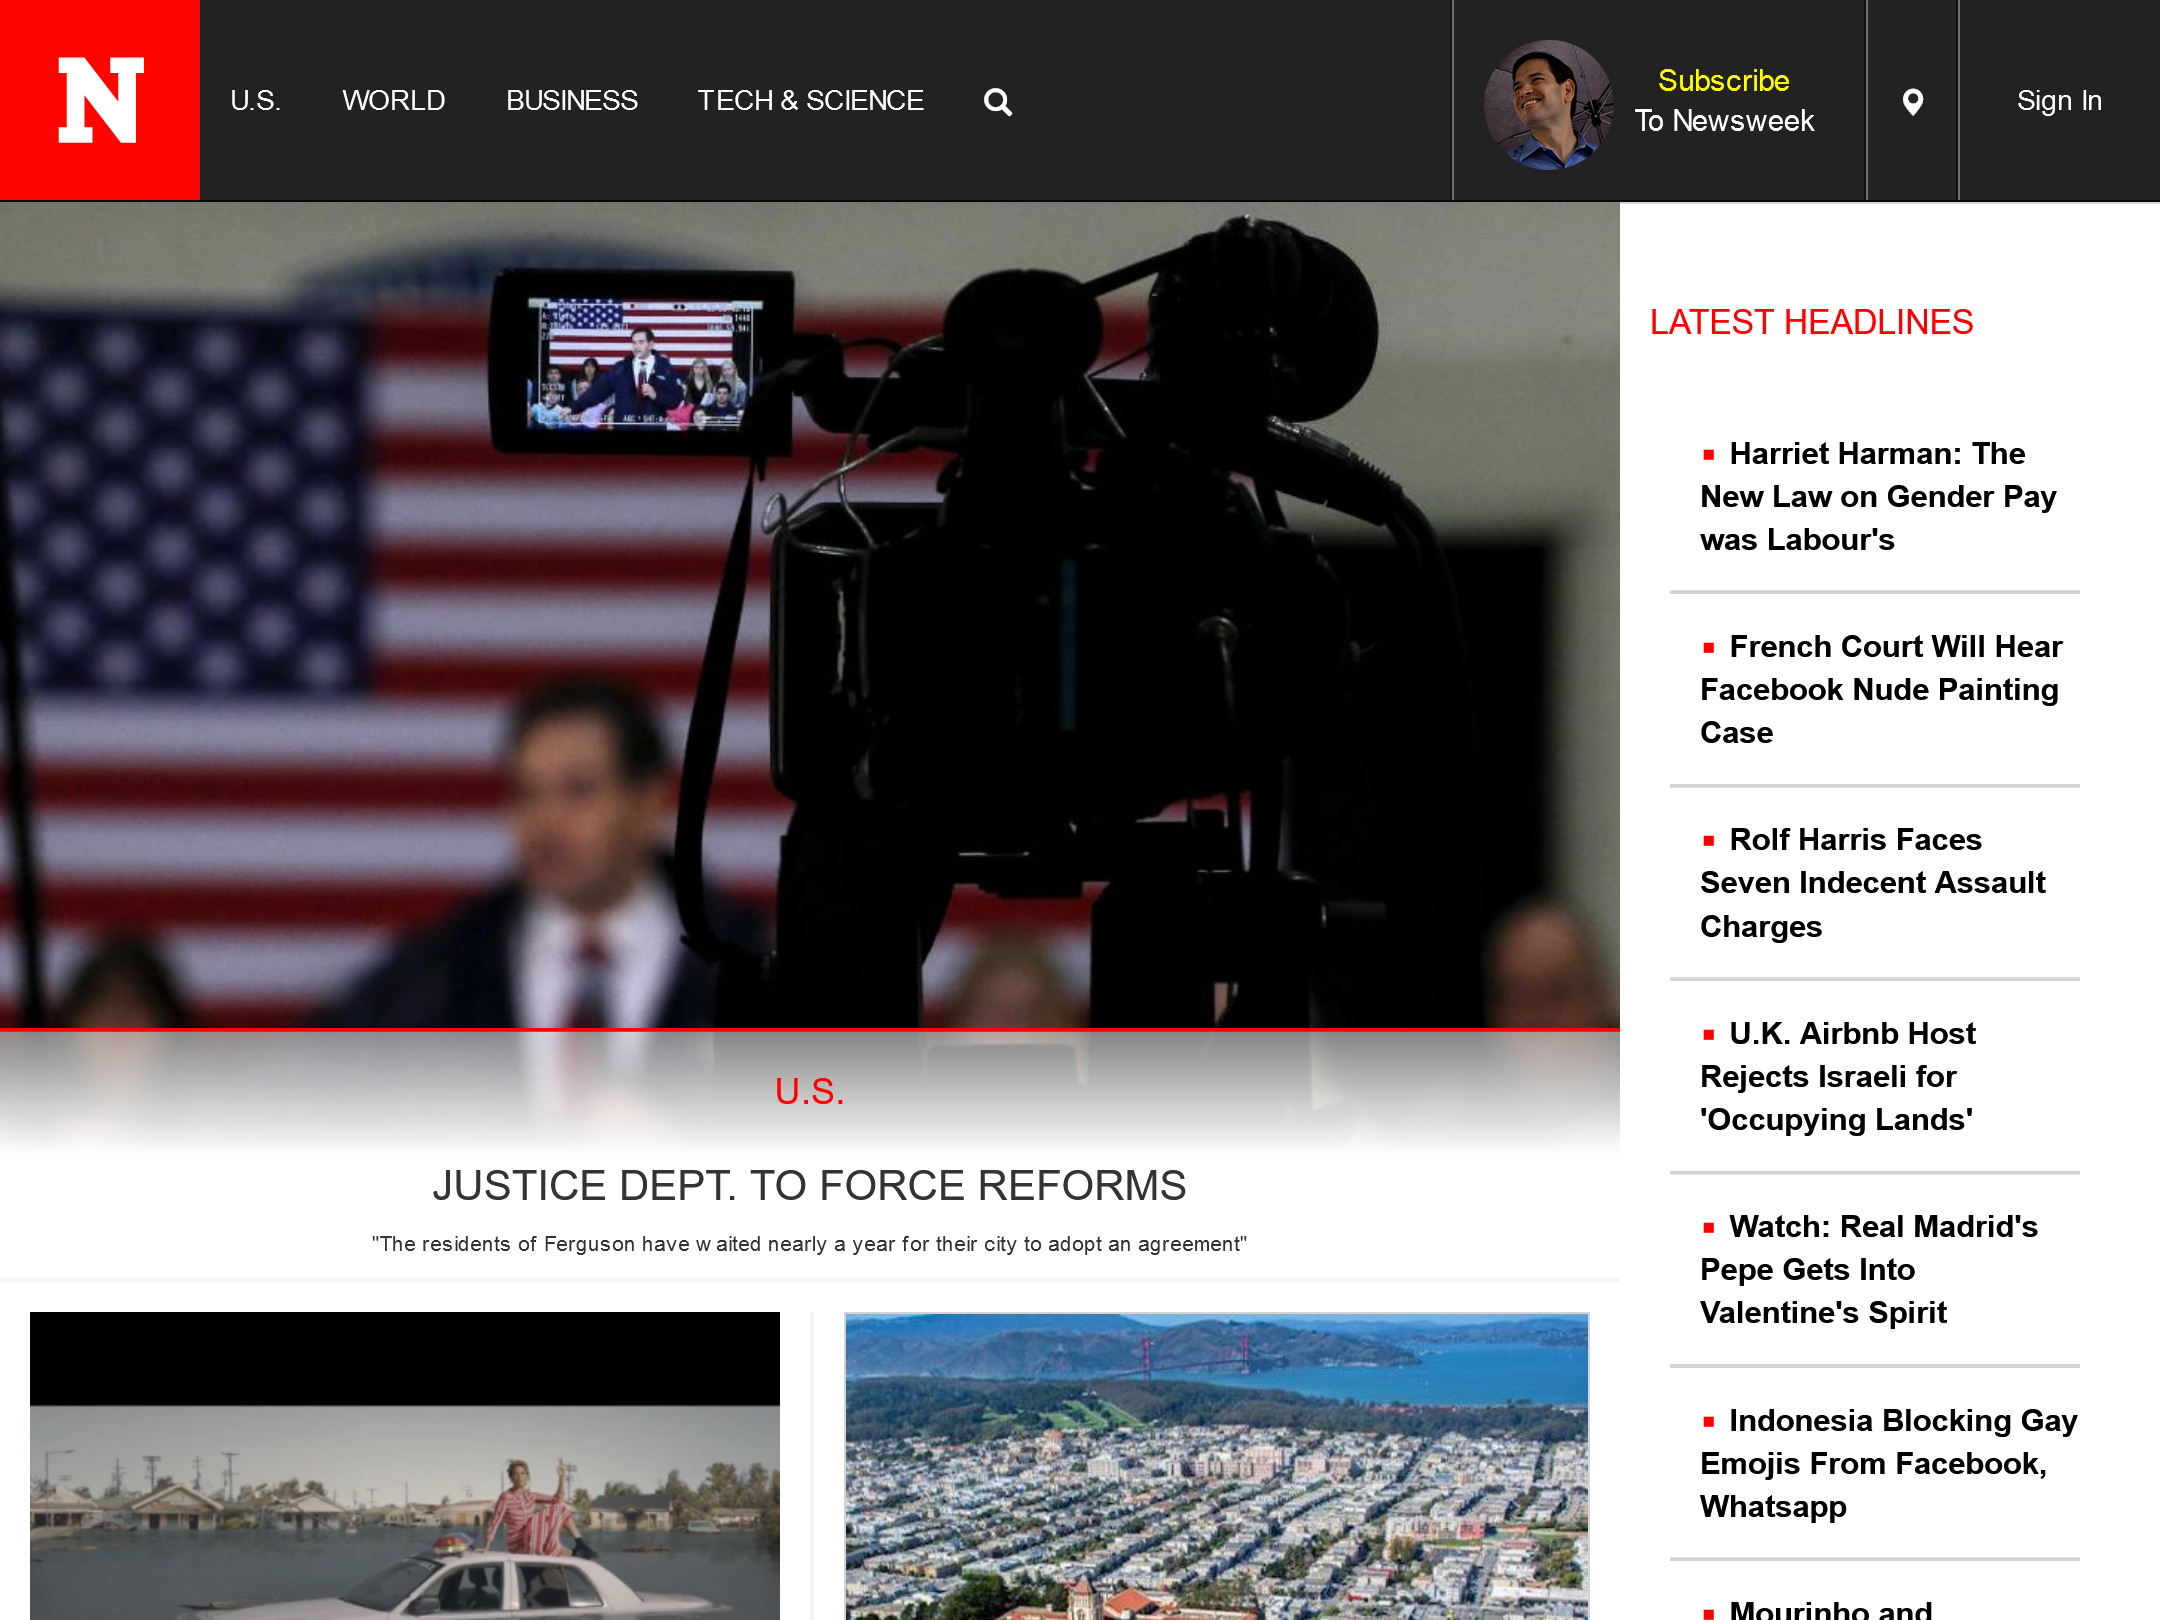 N
U.S. WORLD BUSINESS TECH & SCIENCE
Subscribe
To Newsweek
Sign In
LATEST HEADLINES
Harriet Harman: The
New Law on Gender Pay
was Labour's
French Court Will Hear
Facebook Nude Painting
Case
Rolf Harris Faces
Seven Indecent Assault
Charges
U.K. Airbnb Host
Rejects Israeli for
'Occupying Lands'
Watch: Real Madrid's
Pepe Gets Into
Valentine's Spirit
Indonesia Blocking Gay
Emojis From Facebook,
Whatsapp
Mourinho and
U.S.
JUSTICE DEPT. TO FORCE REFORMS
"The residents of Ferguson have waited nearly a year for their city to adopt an agreement"